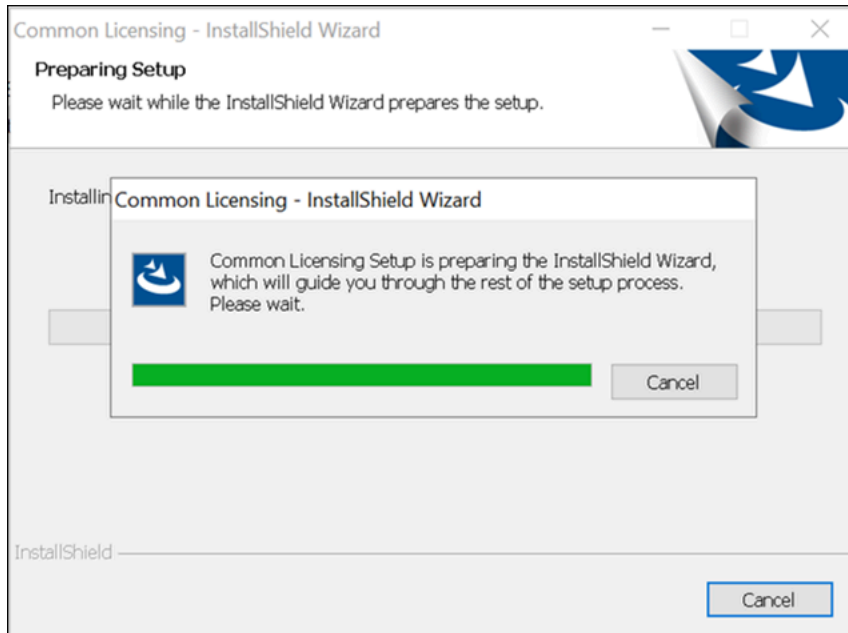 Common Licensing - InstallShield Wizard
Preparing Setup
Please wait while the InstallShield Wizard prepares the setup.
Installin
Common Licensing - InstallShield Wizard
Common Licensing Setup is preparing the InstallShield Wizard,
which will guide you through the rest of the setup process.
Please wait.
Cancel
InstallShield
Cancel